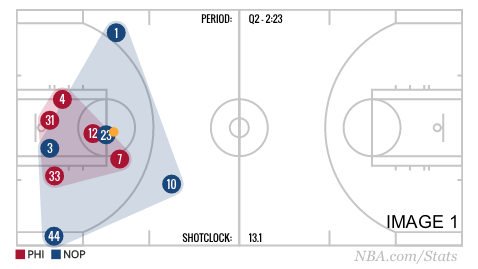 PERIOD: Q2 - 2:23
1
4
31
12 23
3
7
33
10
IMAGE 1
44
SHOTCLOCK: 13.1
PHI NOP
NBA.com/Stats